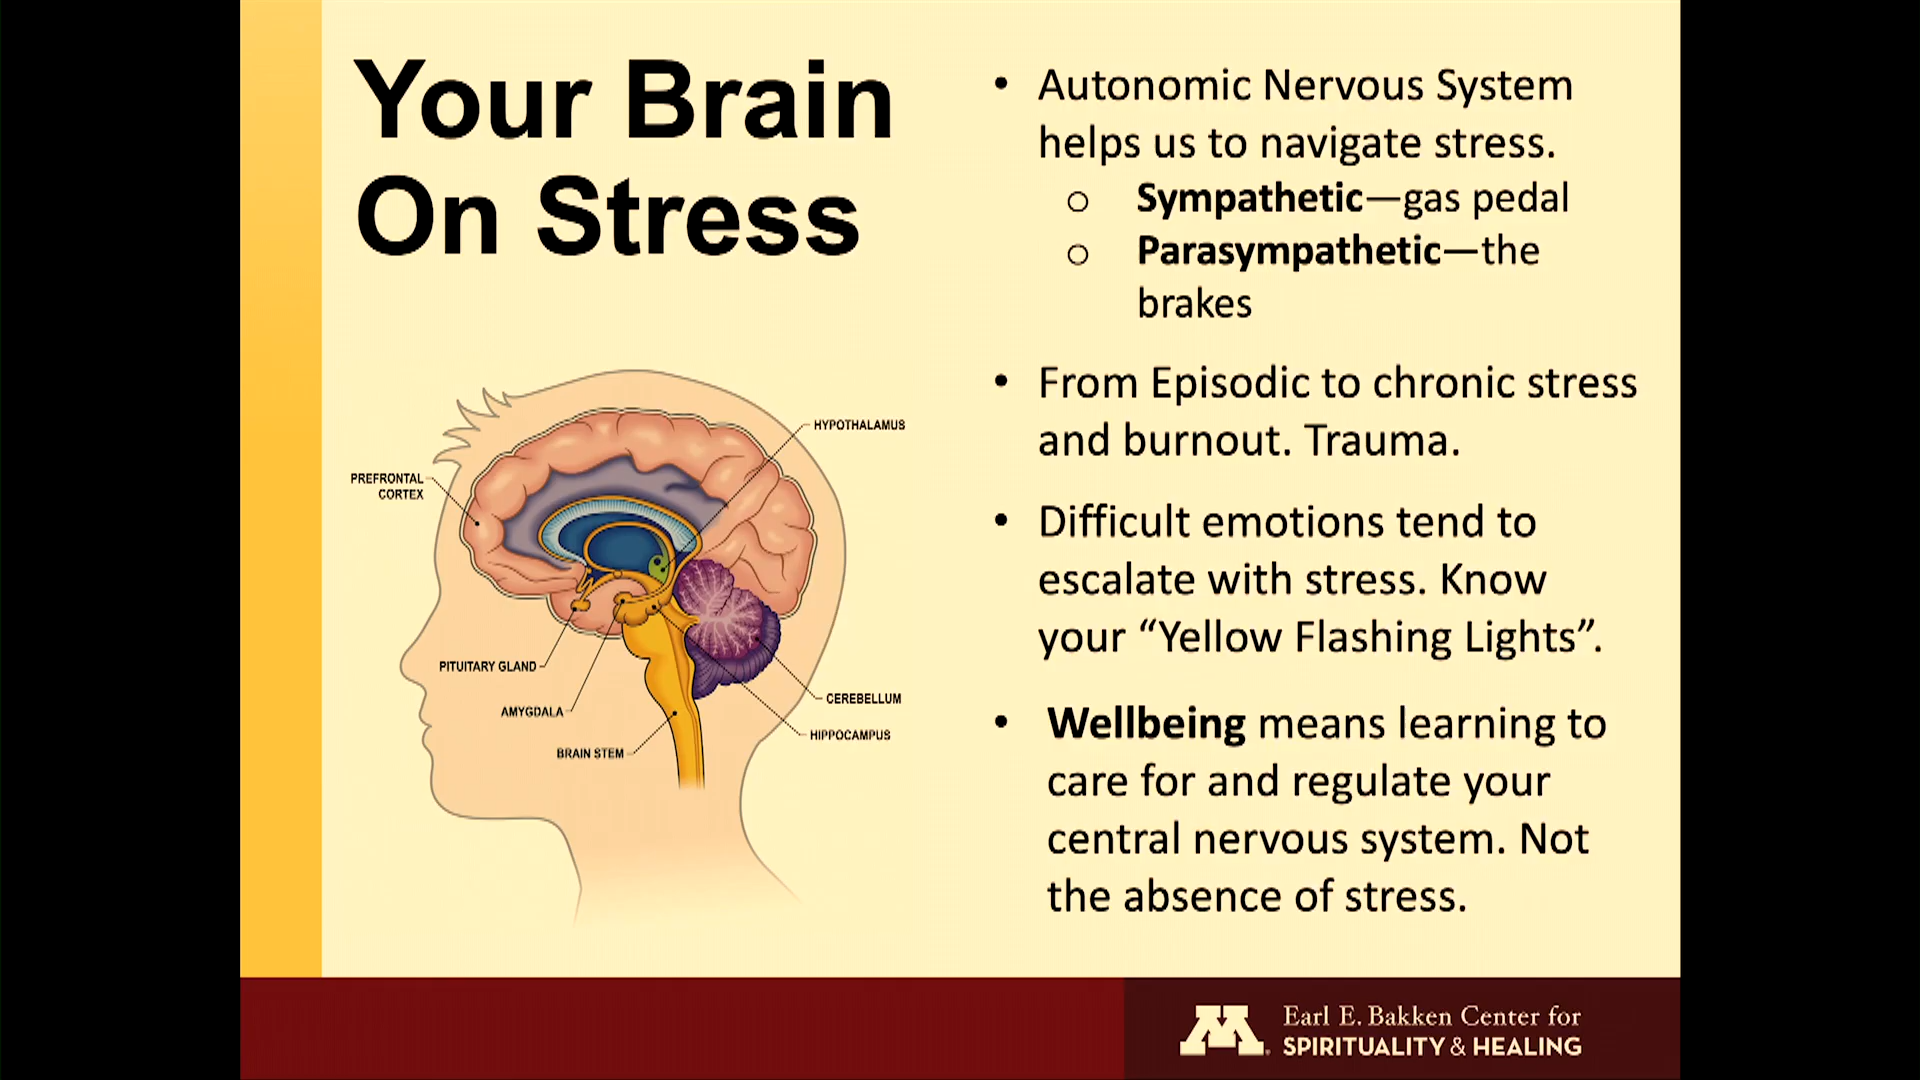 Your Brain
On Stress
• Autonomic Nervous System
helps us to navigate stress.
o Sympathetic—gas pedal
o Parasympathetic—the
brakes
• From Episodic to chronic stress
and burnout. Trauma.
• Difficult emotions tend to
escalate with stress. Know
your “Yellow Flashing Lights”.
• Wellbeing means learning to
care for and regulate your
central nervous system. Not
the absence of stress.
HYPOTHALAMUS
PREFRONTAL
CORTEX
PITUITARY GLAND
AMYGDALA
BRAIN STEM
CEREBELLUM
HIPPOCAMPUS
M
Earl E. Bakken Center for
SPIRITUALITY & HEALING